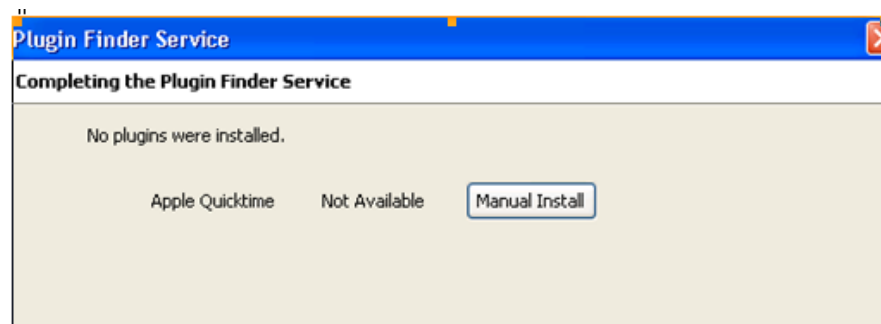 Plugin Finder Service
Completing the Plugin Finder Service
No plugins were installed.
Apple Quicktime Not Available Manual Install